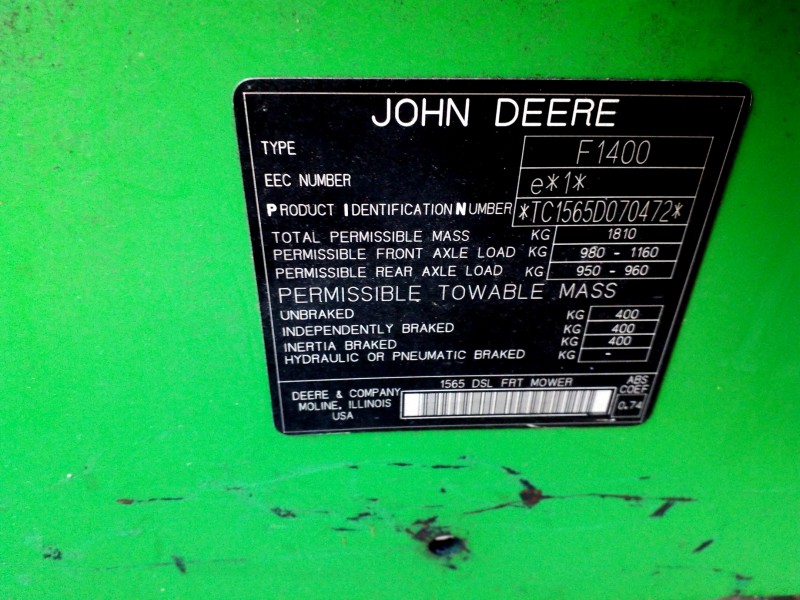 JOHN DEERE
TYPE F1400
EEC NUMBER e*1*
PRODUCT IDENTIFICATION NUMBER *TC1565D070472*
TOTAL PERMISSIBLE MASS KG 1810
PERMISSIBLE FRONT AXLE LOAD KG 980 - 1160
PERMISSIBLE REAR AXLE LOAD KG 950 - 960
PERMISSIBLE TOWABLE MASS
UNBRAKED KG 400
INDEPENDENTLY BRAKED KG 400
INERTIA BRAKED KG 400
HYDRAULIC OR PNEUMATIC BRAKED KG -
1565 DSL FRT MOWER
DEERE & COMPANY
MOLINE, ILLINOIS
USA
ABS
COEF
0.74